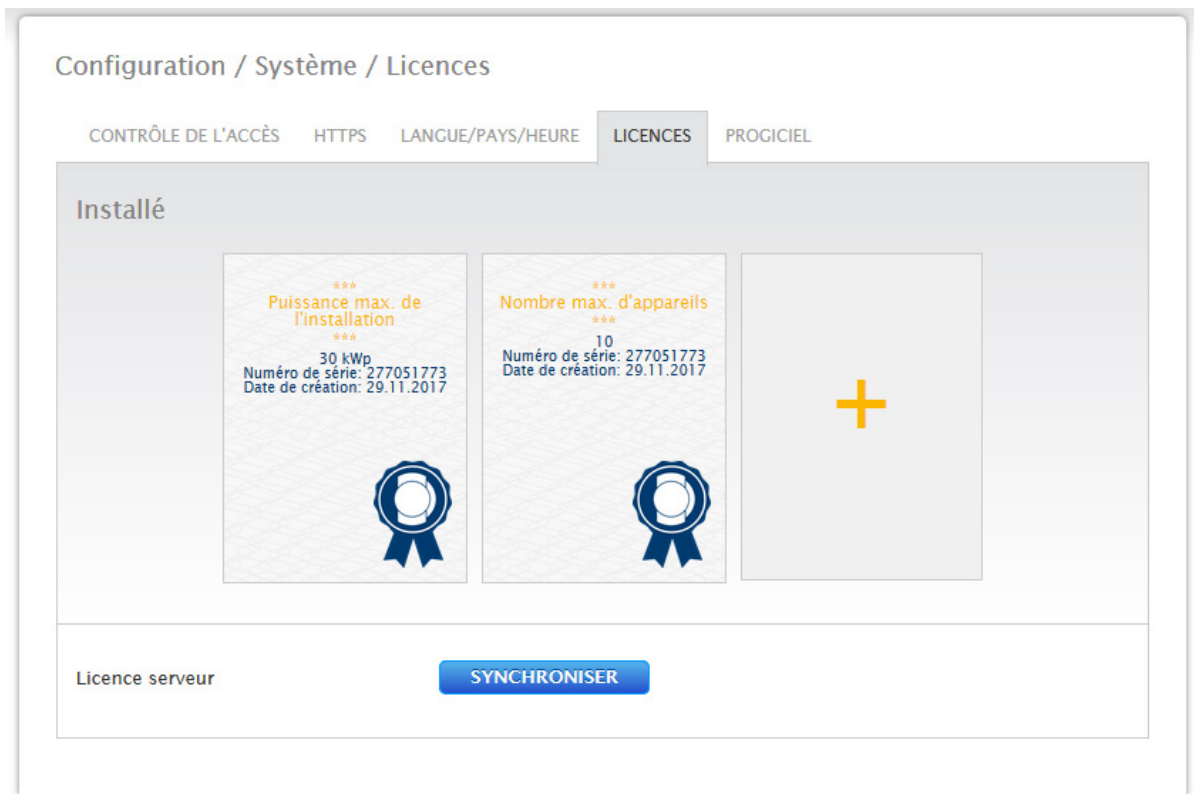 Configuration / Système / Licences
CONTRÔLE DE L'ACCÈS HTTPS LANGUE/PAYS/HEURE LICENCES PROGICIEL
Installé
***
Puissance max. de
l'installation
***
30 kWp
Numéro de série: 277051773
Date de création: 29.11.2017
***
Nombre max. d'appareils
***
10
Numéro de série: 277051773
Date de création: 29.11.2017
+
Licence serveur
SYNCHRONISER